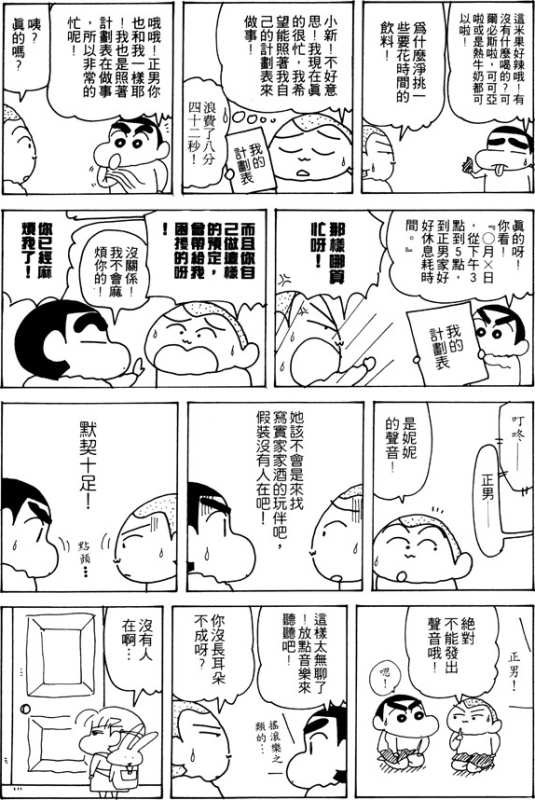 這米果好辣哦！有
沒有什麼喝的？可
爾必斯啦，可可亞
啦或是熱牛奶都可
以啦！
為什麼淨挑一
些要花時間的
飲料！
小新！不好意
思！我現在真
的很忙，我希
望能照著我自
己的計劃表來
做事！
我的
計劃表
浪費了八分
四十二秒！
哦哦！正男你
也和我一樣耶
！我也是照著
計劃表在做事
，所以非常的
忙呢！
咦？
真的嗎？
真的呀！
你看！
『○月×日
，從下午3
點到5點，
到正男家好
好休息耗時
間。』
我的
計劃表
那樣哪算
忙呀！
而且你自
己做這樣
的預定，
會帶給我
困擾的呀
！
沒關係！
我不會麻
煩你的！
你已經麻
煩我了！
叮咚—
正男—
是妮妮
的聲音！
她該不會是來找
寫實家家酒的玩伴吧，
假裝沒有人在吧！
點頭…
默契十足！
正男！
絕對
不能發出
聲音哦！
嗯！
這樣太無聊了
！放點音樂來
聽聽吧！
搖滾樂之
類的…
你沒長耳朵
不成呀？
沒有人
在啊…